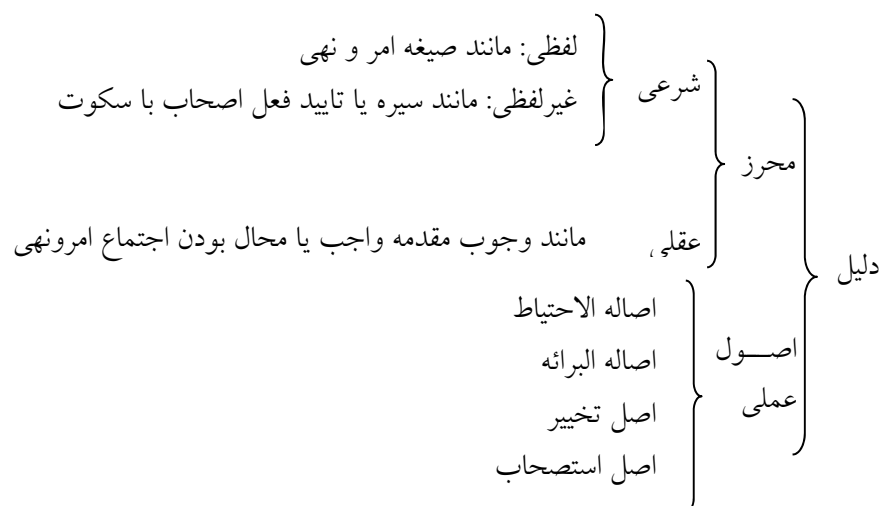 دلیل
محرز
شرعی
لفظی: مانند صیغه امر و نهی
غیرلفظی: مانند سیره یا تایید فعل اصحاب با سکوت
عقلی
مانند وجوب مقدمه واجب یا محال بودن اجتماع امرونهی
اصـــول
عملی
اصاله الاحتیاط
اصاله البرائه
اصل تخییر
اصل استصحاب